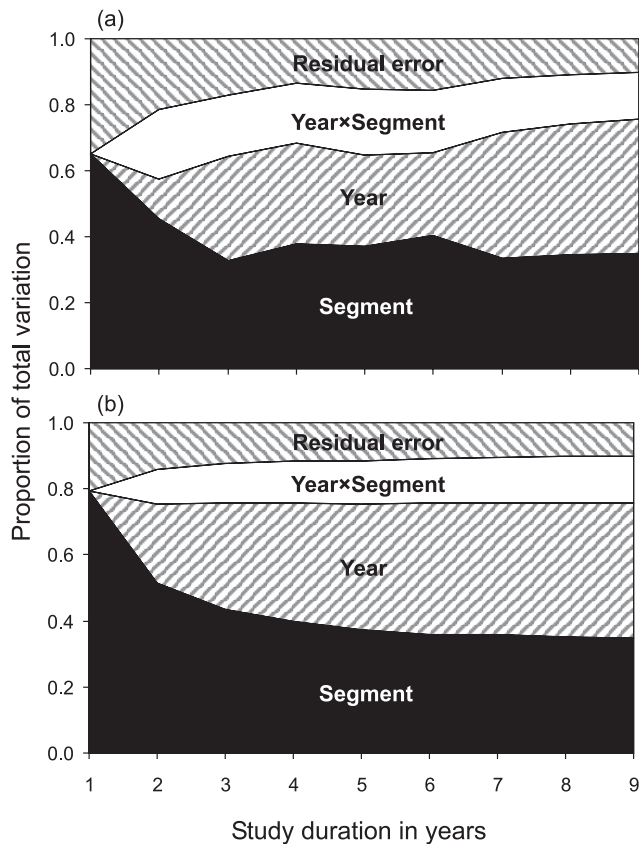 (a)
1.0
0.8
0.6
0.4
0.2
0.0
Residual error
Year×Segment
Year
Segment
Proportion of total variation
(b)
1.0
0.8
0.6
0.4
0.2
0.0
Residual error
Year×Segment
Year
Segment
1 2 3 4 5 6 7 8 9
Study duration in years